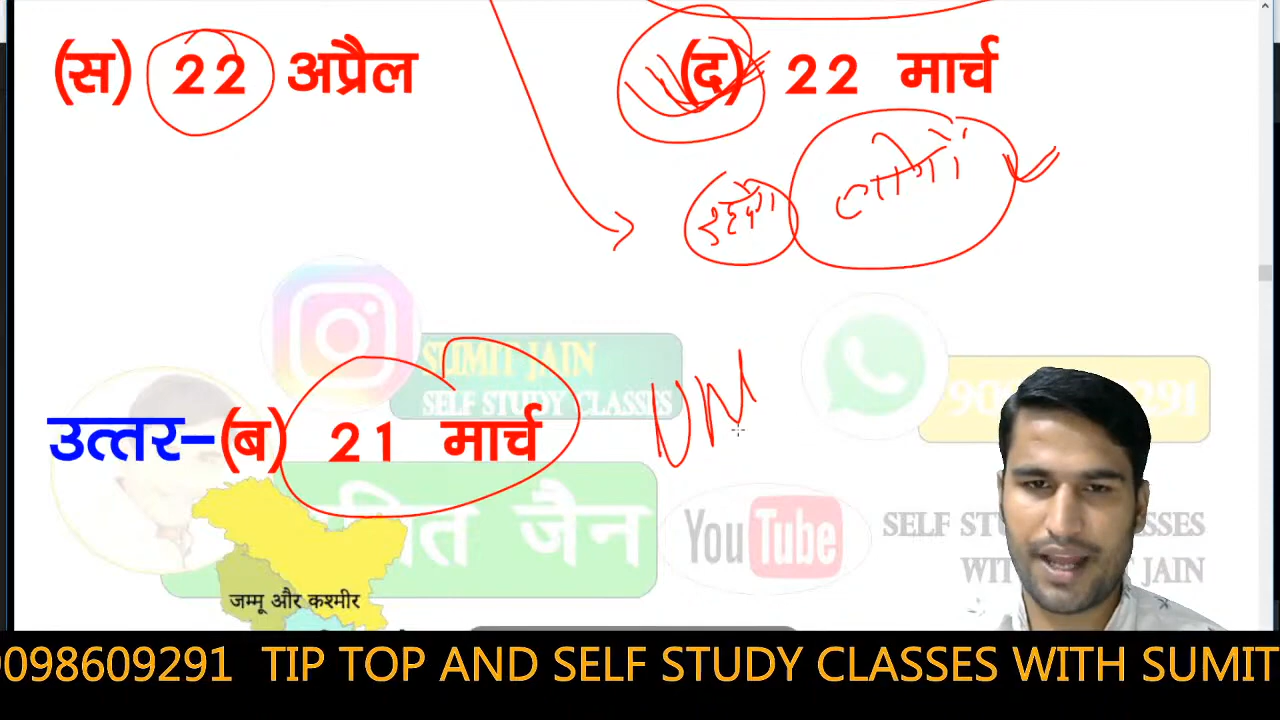 (स) 22 अप्रैल (द) 22 मार्च
लोगों
SUMIT JAIN
SELF STUDY CLASSES
उत्तर- (ब) 21 मार्च
जैन
YouTube
SELF CLASSES
JAIN
जम्मू और कश्मीर
098609291 TIP TOP AND SELF STUDY CLASSES WITH SUMIT